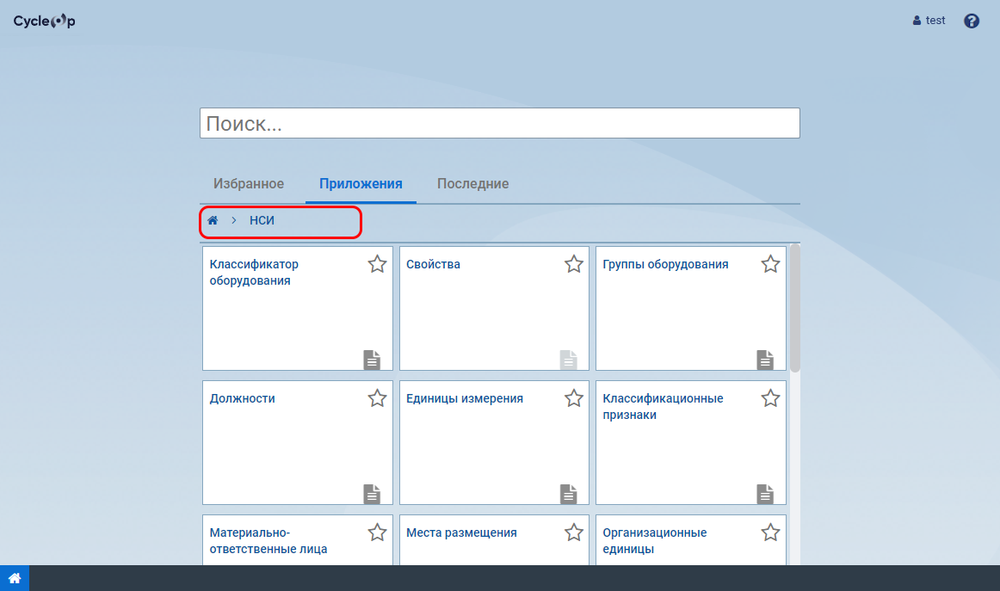 CycleOp
test
Поиск...
Избранное Приложения Последние
НСИ
Классификатор
оборудования
Свойства
Группы оборудования
Должности
Единицы измерения
Классификационные
признаки
Материально-
ответственные лица
Места размещения
Организационные
единицы